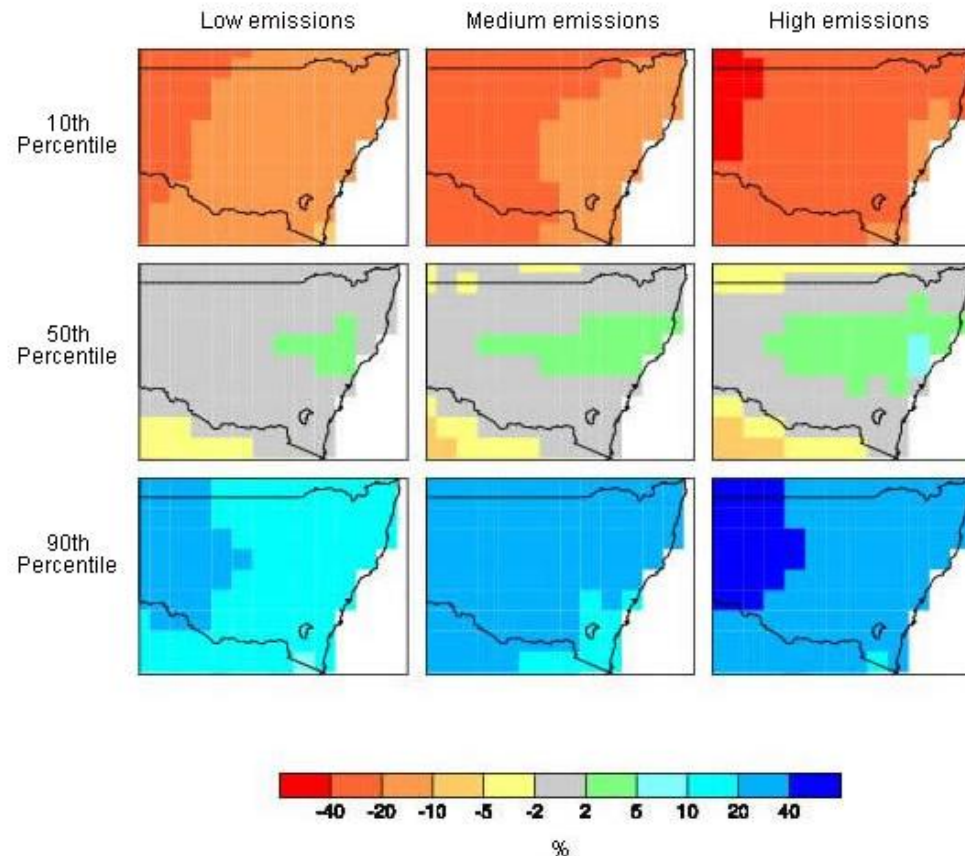 Low emissions Medium emissions High emissions
10th
Percentile
50th
Percentile
90th
Percentile
-40 -20 -10 -5 -2 2 5 10 20 40
%